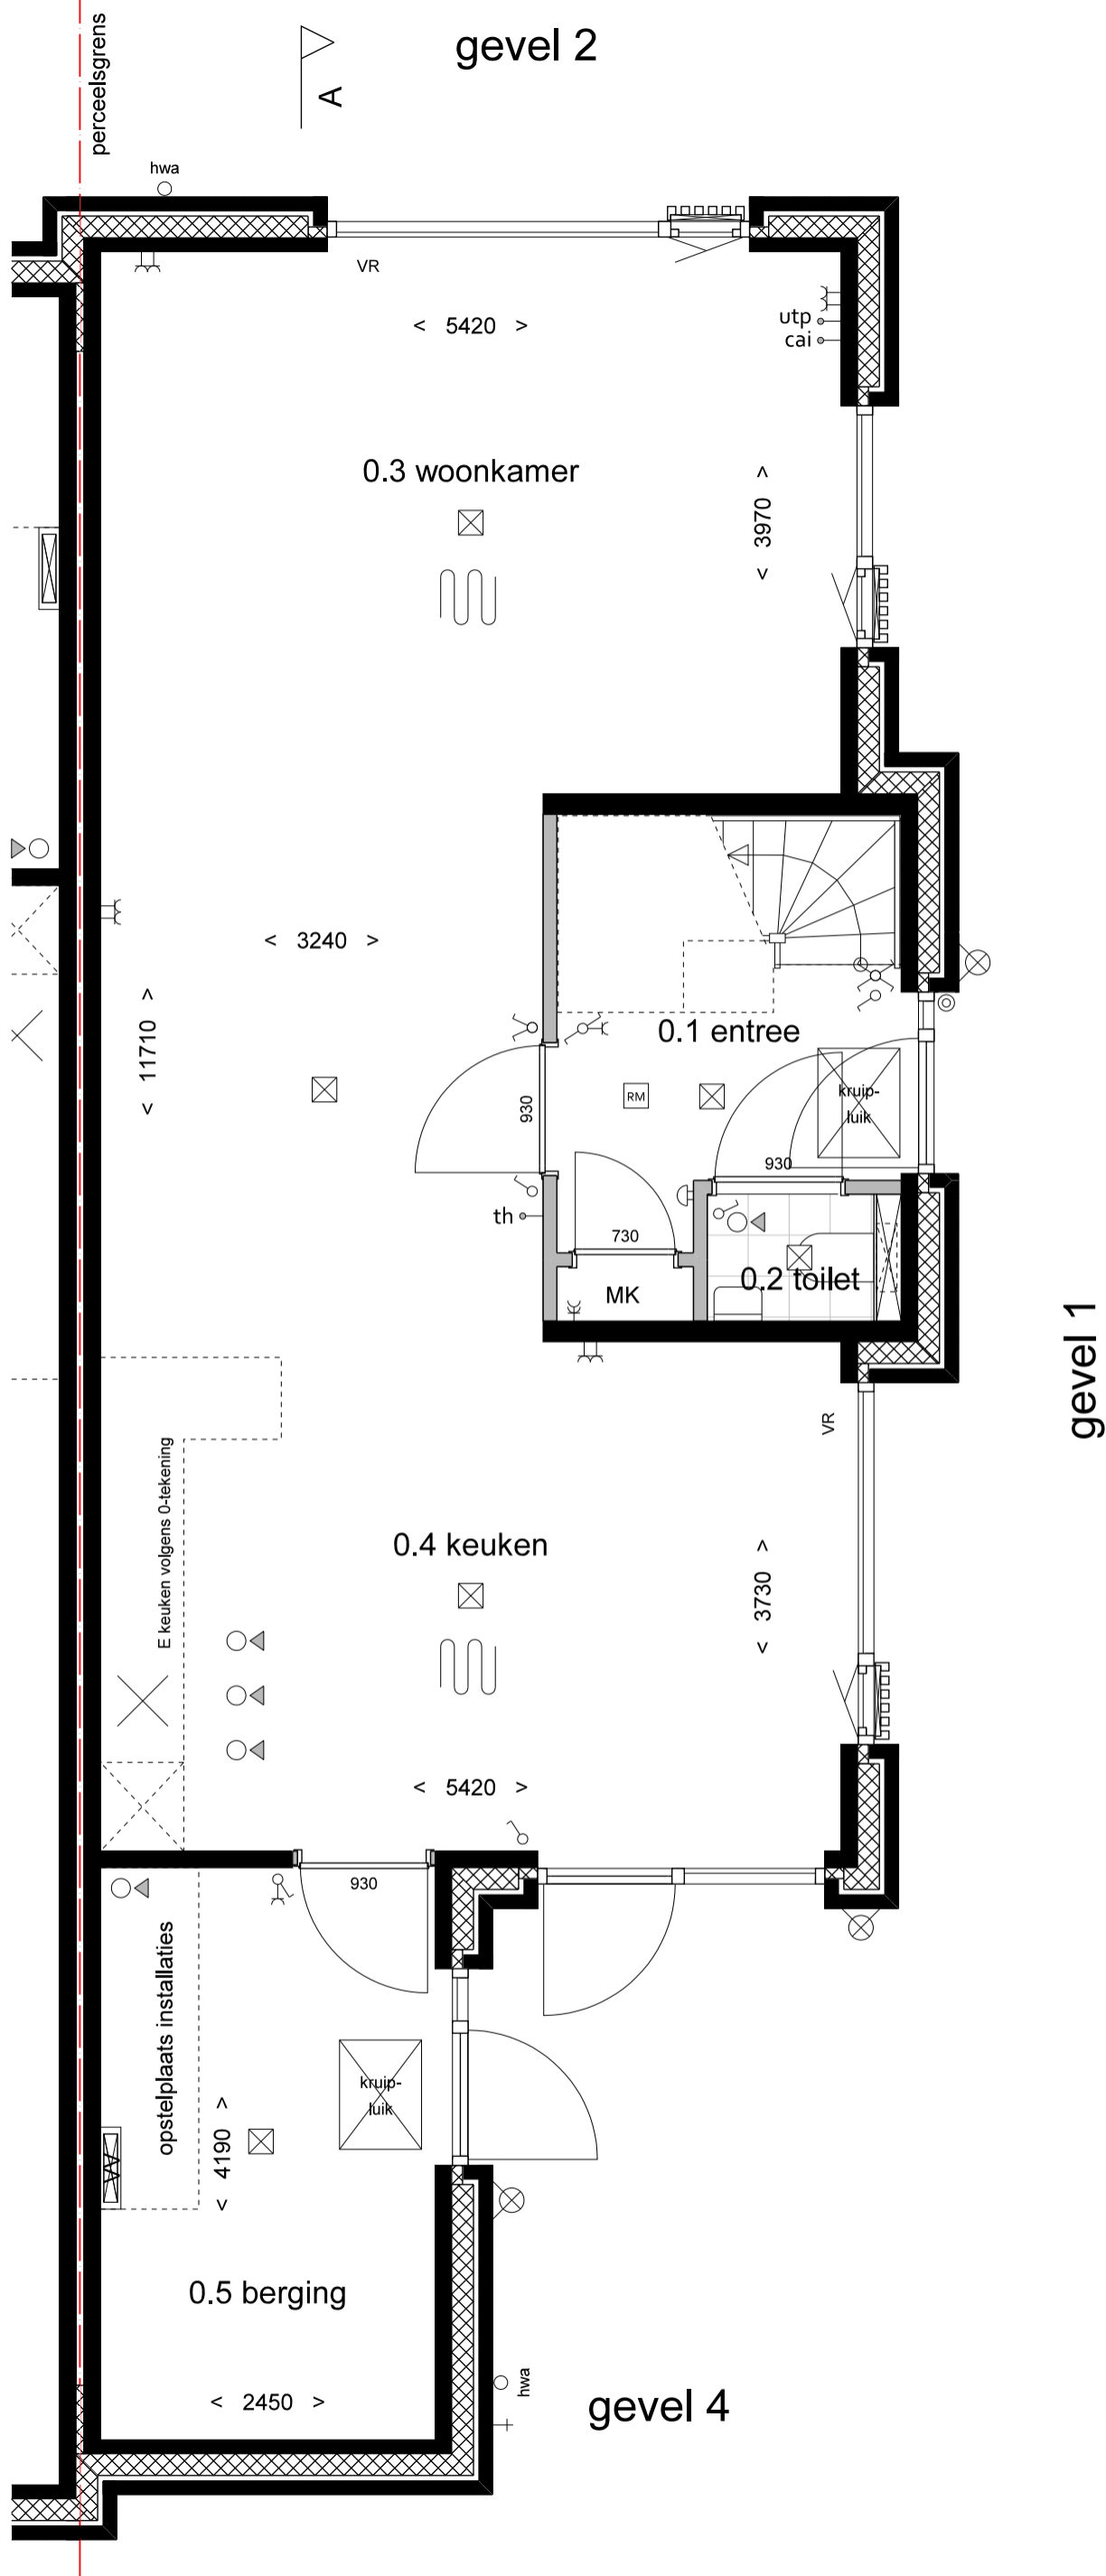 gevel 2
perceelsgrens
A
hwa
VR
< 5420 >
utp
cai
0.3 woonkamer
< 3970 >
< 3240 >
< 11710 >
0.1 entree
930
RM
kruip-
luik
930
th
730
MK
0.2 toilet
gevel 1
VR
E keuken volgens 0-tekening
0.4 keuken
< 3730 >
< 5420 >
930
opstelplaats installaties
kruip-
luik
< 4190 >
0.5 berging
hwa
< 2450 >
gevel 4